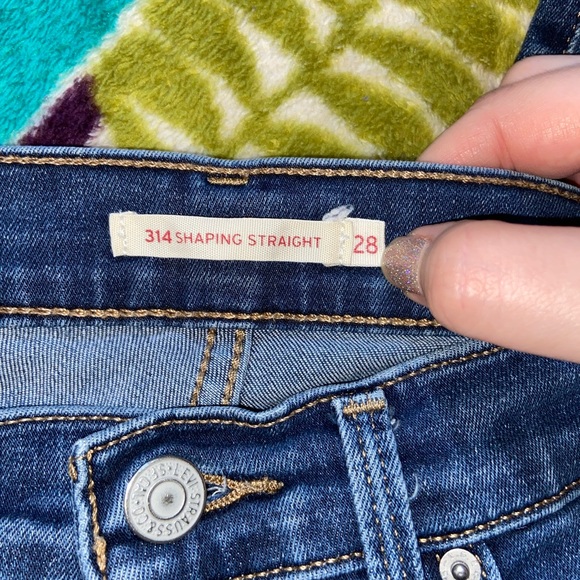 314 SHAPING STRAIGHT 28
LEVI STRAUSS & CO